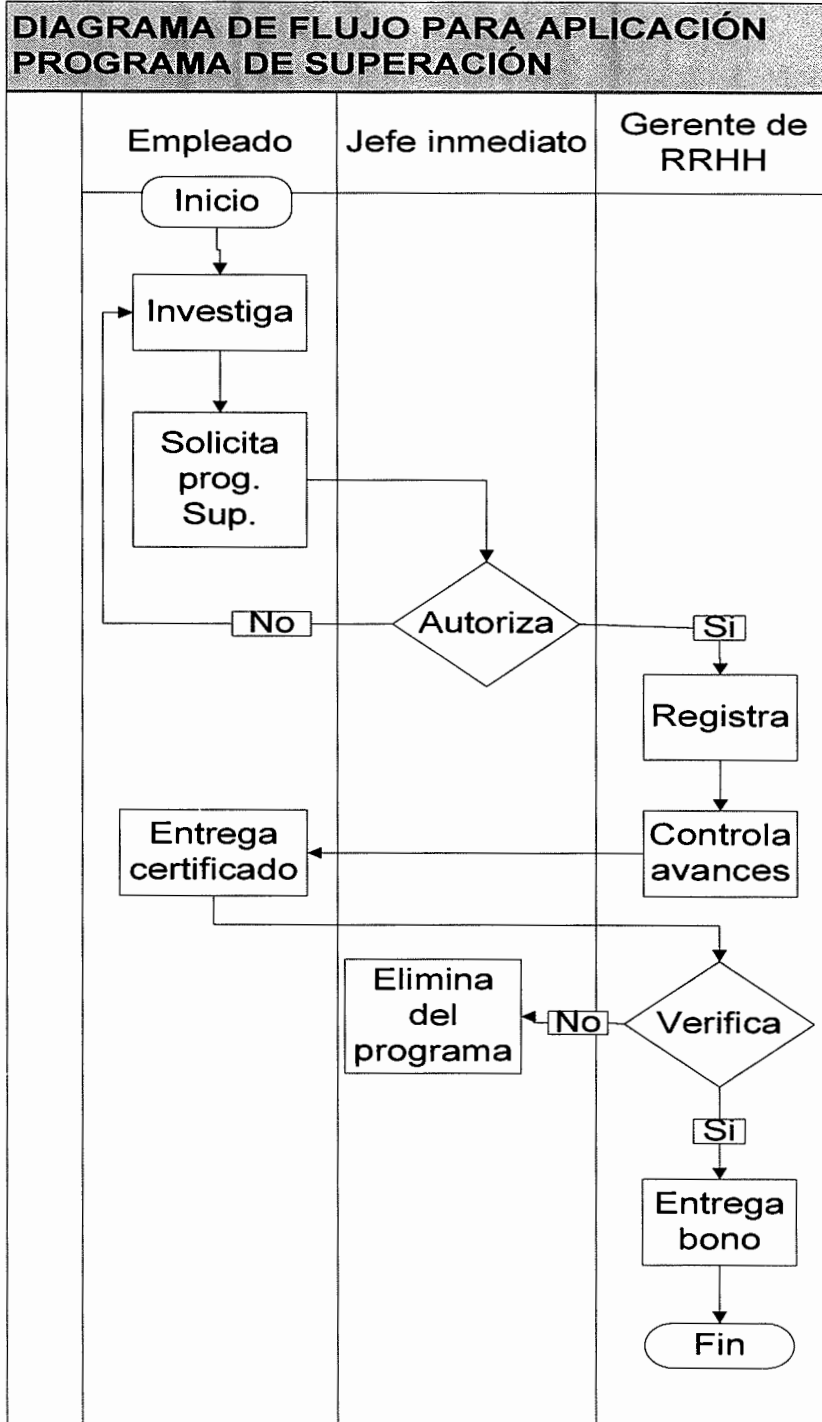 DIAGRAMA DE FLUJO PARA APLICACIÓN
PROGRAMA DE SUPERACIÓN
Empleado
Jefe inmediato
Gerente de
RRHH
Inicio
Investiga
Solicita
prog.
Sup.
No
Autoriza
Si
Registra
Entrega
certificado
Controla
avances
Elimina
del
programa
No
Verifica
Si
Entrega
bono
Fin